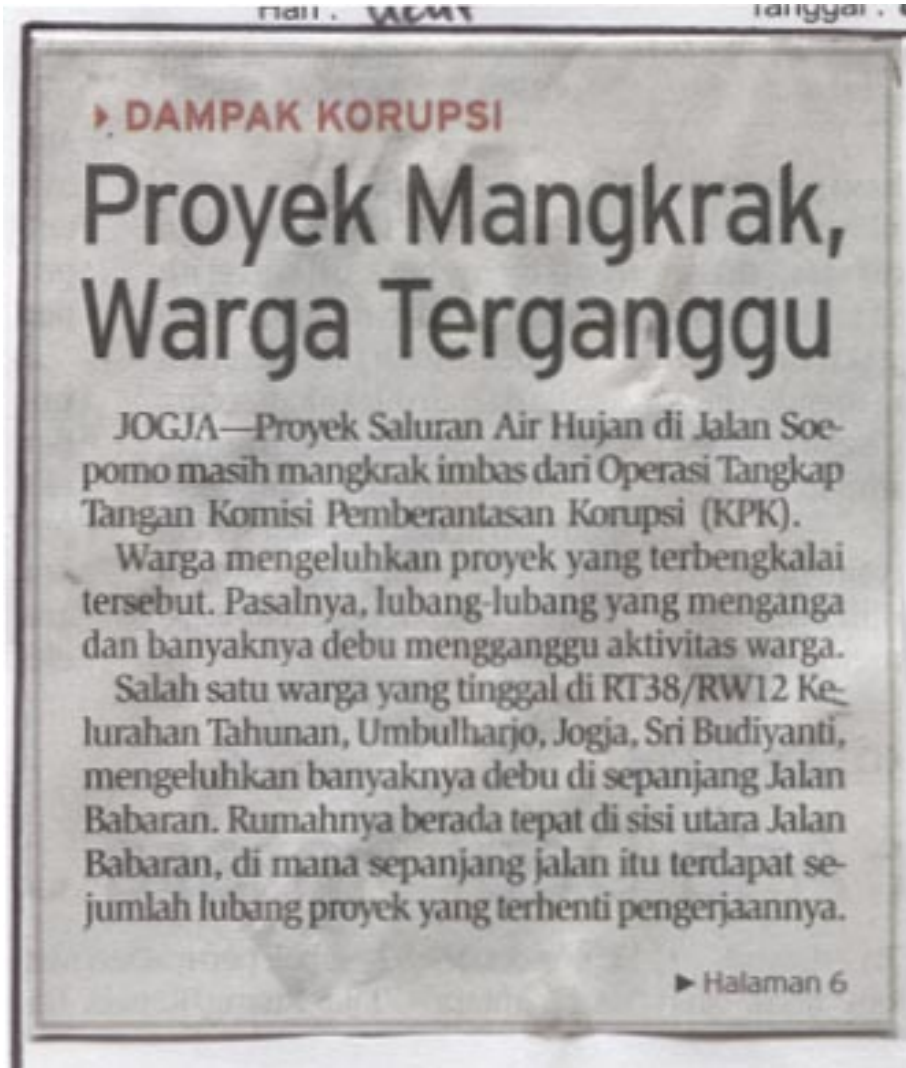 Hari :
Tanggal :
▸ DAMPAK KORUPSI
Proyek Mangkrak,
Warga Terganggu
JOGJA—Proyek Saluran Air Hujan di Jalan Soe-
pomo masih mangkrak imbas dari Operasi Tangkap
Tangan Komisi Pemberantasan Korupsi (KPK).
Warga mengeluhkan proyek yang terbengkalai
tersebut. Pasalnya, lubang-lubang yang menganga
dan banyaknya debu mengganggu aktivitas warga.
Salah satu warga yang tinggal di RT38/RW12 Ke-
lurahan Tahunan, Umbulharjo, Jogja, Sri Budiyanti,
mengeluhkan banyaknya debu di sepanjang Jalan
Babaran. Rumahnya berada tepat di sisi utara Jalan
Babaran, di mana sepanjang jalan itu terdapat se-
jumlah lubang proyek yang terhenti pengerjaannya.
▶ Halaman 6